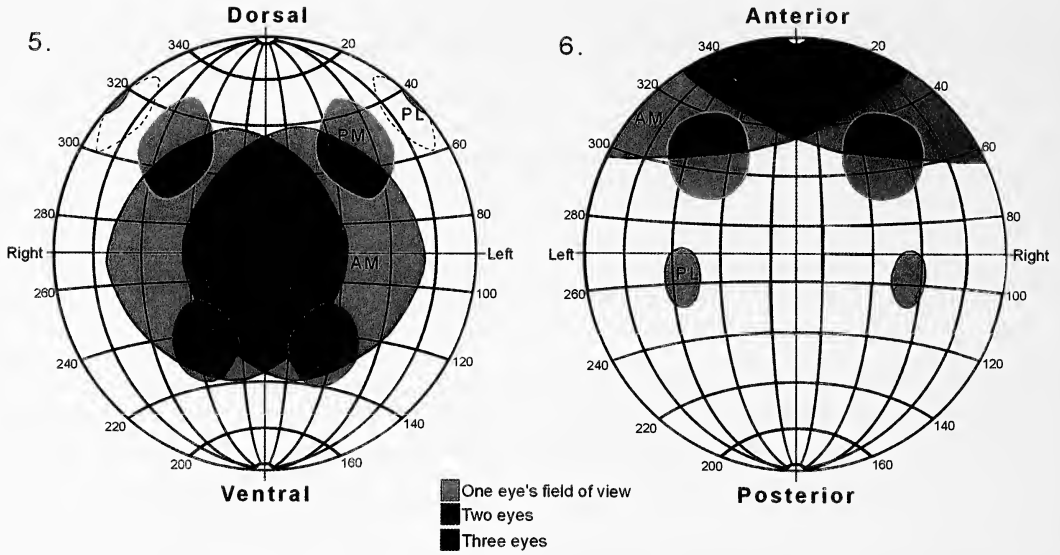 5.
Dorsal
340
20
320
40
PL
PM
300
60
280
80
Right
Left
AM
260
100
240
120
220
140
200
160
Ventral
6.
Anterior
340
20
320
40
AM
300
60
280
80
Left
Right
PL
260
100
240
120
220
140
200
160
Posterior
One eye's field of view
Two eyes
Three eyes